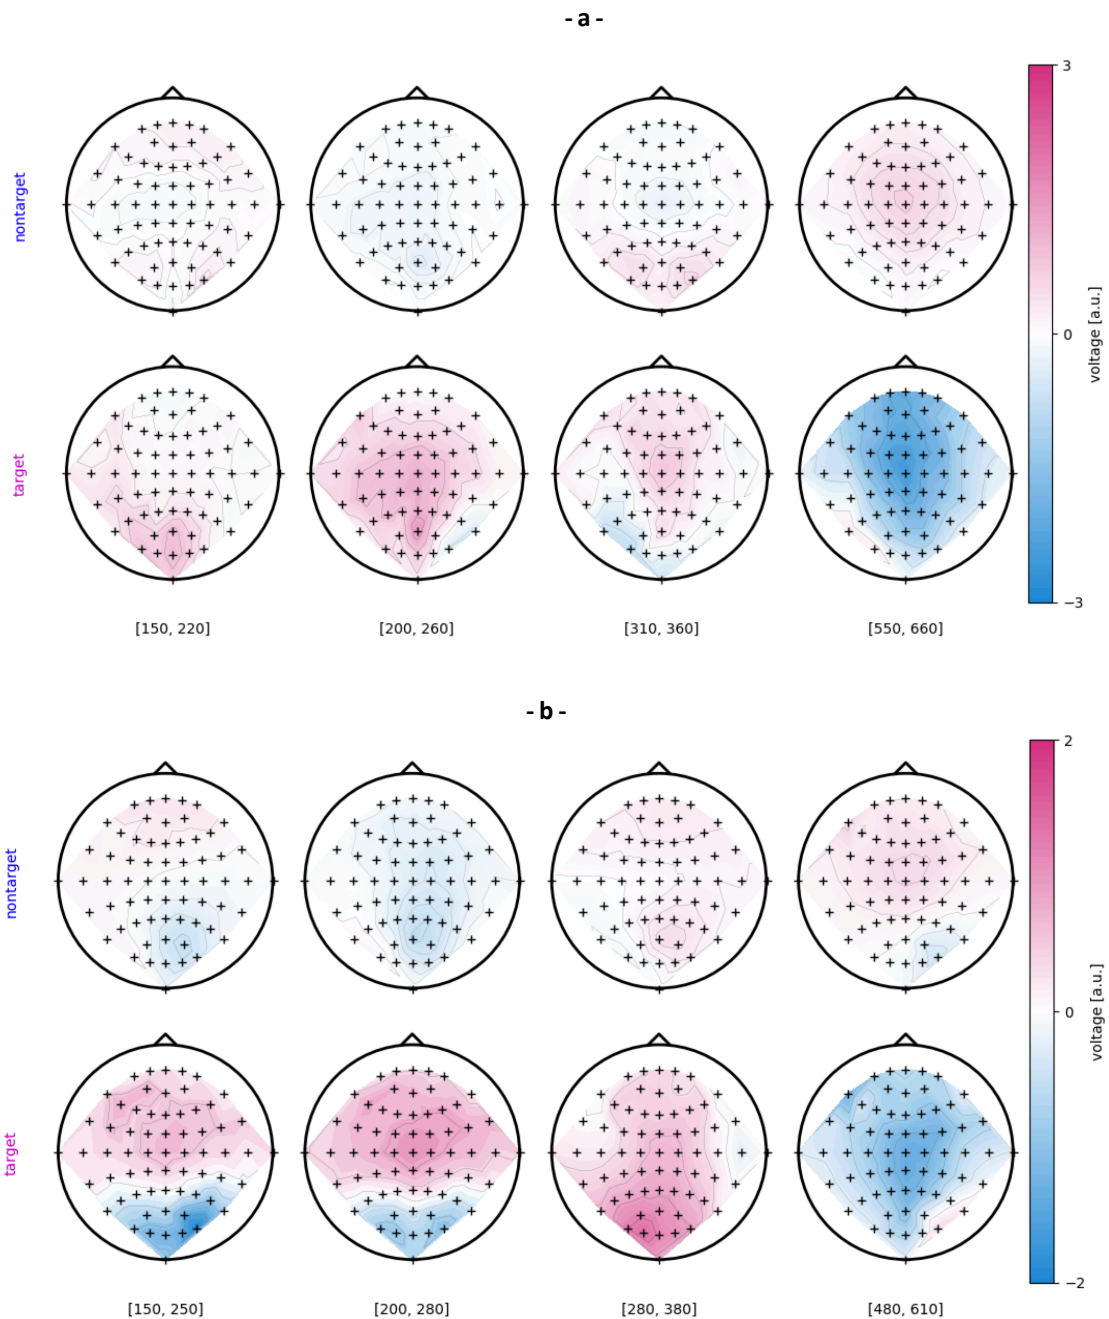 - a -
nontarget
target
3
0
−3
voltage [a.u.]
[150, 220]
[200, 260]
[310, 360]
[550, 660]
- b -
nontarget
target
2
0
−2
voltage [a.u.]
[150, 250]
[200, 280]
[280, 380]
[480, 610]